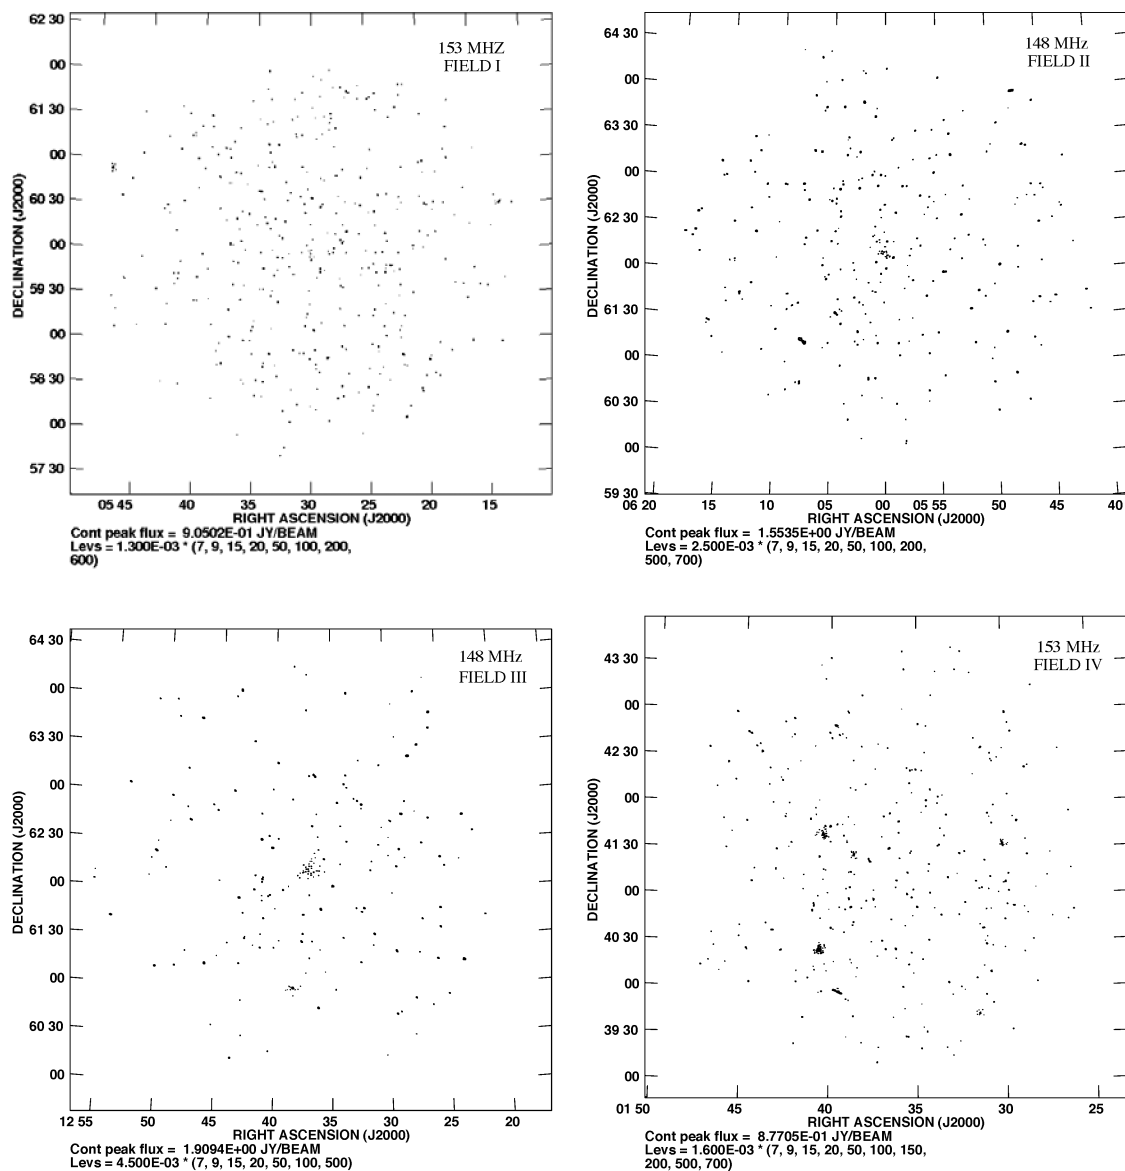 153 MHZ
FIELD I
62 30
00
61 30
00
60 30
00
59 30
00
58 30
00
57 30
DECLINATION (J2000)
05 45 40 35 30 25 20 15
RIGHT ASCENSION (J2000)
Cont peak flux = 9.0502E-01 JY/BEAM
Levs = 1.300E-03 * (7, 9, 15, 20, 50, 100, 200,
600)
148 MHz
FIELD II
64 30
00
63 30
00
62 30
00
61 30
00
60 30
00
59 30
DECLINATION (J2000)
06 20 15 10 05 00 05 55 50 45 40
RIGHT ASCENSION (J2000)
Cont peak flux = 1.5535E+00 JY/BEAM
Levs = 2.500E-03 * (7, 9, 15, 20, 50, 100, 200,
500, 700)
148 MHz
FIELD III
64 30
00
63 30
00
62 30
00
61 30
00
60 30
00
DECLINATION (J2000)
12 55 50 45 40 35 30 25 20
RIGHT ASCENSION (J2000)
Cont peak flux = 1.9094E+00 JY/BEAM
Levs = 4.500E-03 * (7, 9, 15, 20, 50, 100, 500)
153 MHz
FIELD IV
43 30
00
42 30
00
41 30
00
40 30
00
39 30
00
DECLINATION (J2000)
01 50 45 40 35 30 25
RIGHT ASCENSION (J2000)
Cont peak flux = 8.7705E-01 JY/BEAM
Levs = 1.600E-03 * (7, 9, 15, 20, 50, 100, 150,
200, 500, 700)